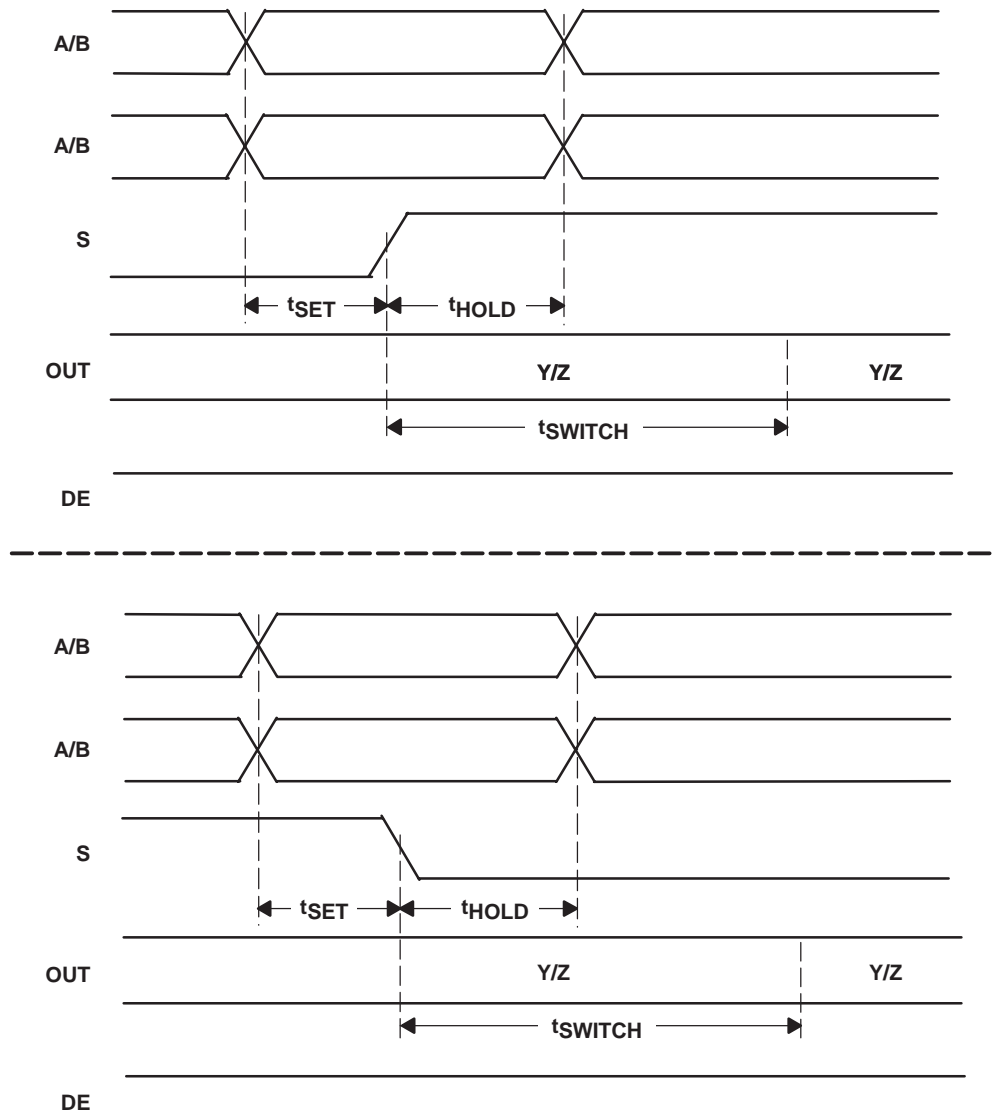 A/B
A/B
S
tSET tHOLD
OUT Y/Z Y/Z
tSWITCH
DE
A/B
A/B
S
tSET tHOLD
OUT Y/Z Y/Z
tSWITCH
DE